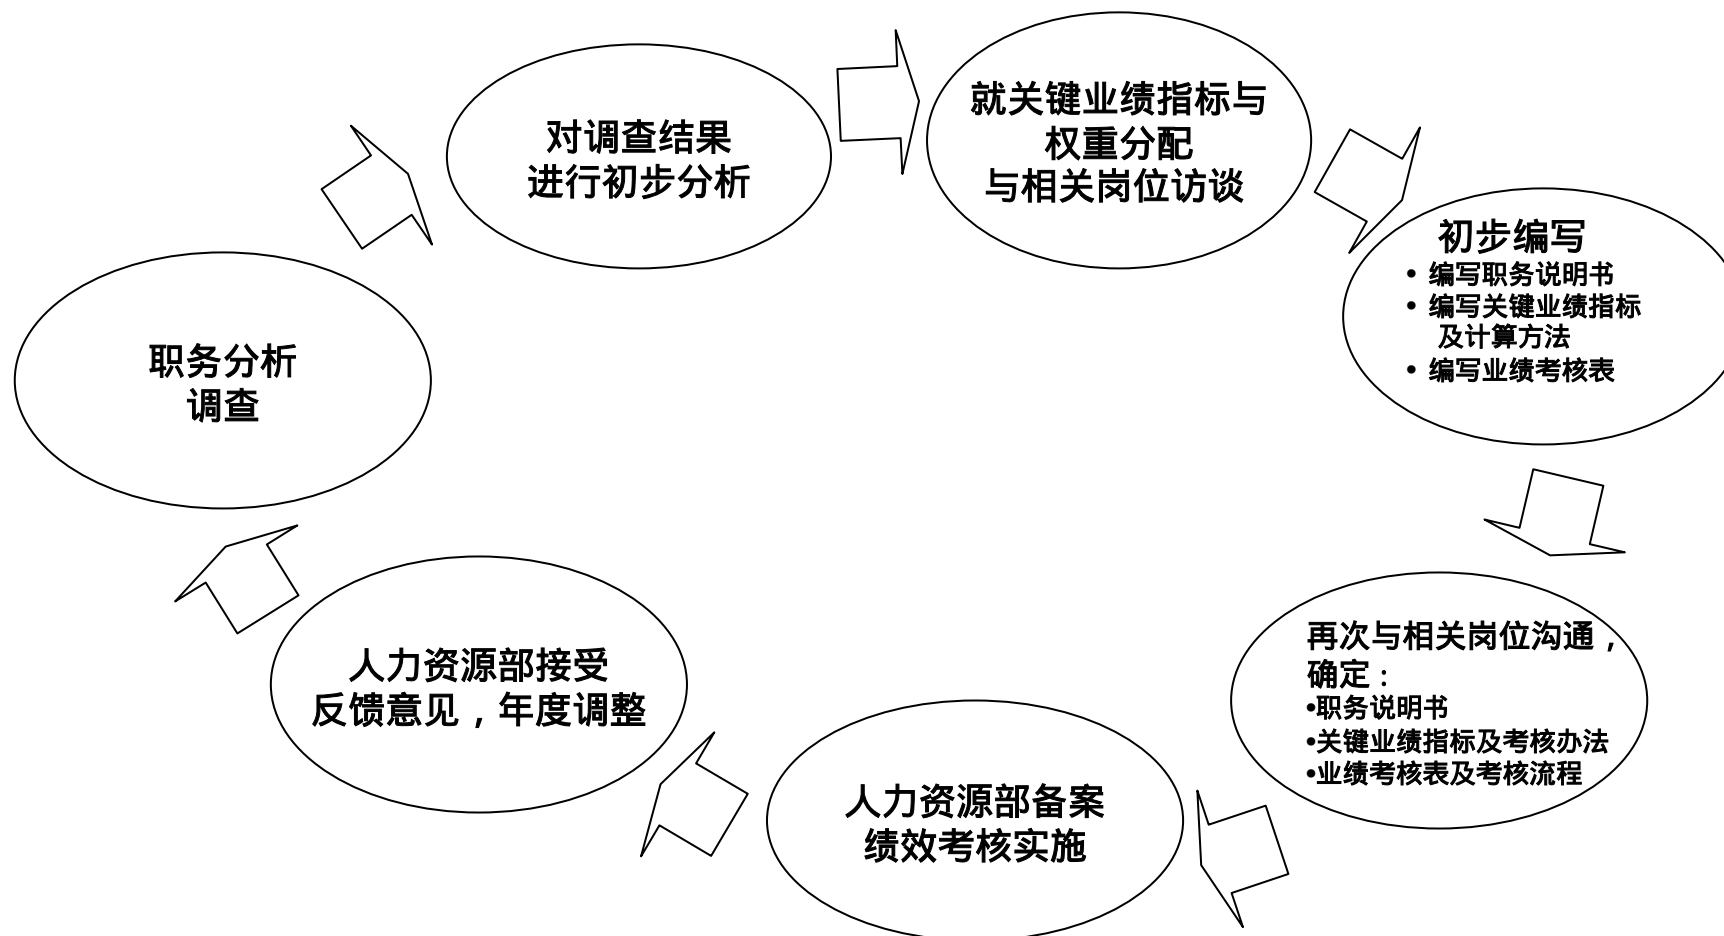 职务分析
调查
对调查结果
进行初步分析
就关键业绩指标与
权重分配
与相关岗位访谈
初步编写
• 编写职务说明书
• 编写关键业绩指标
及计算方法
• 编写业绩考核表
再次与相关岗位沟通，
确定：
•职务说明书
•关键业绩指标及考核办法
•业绩考核表及考核流程
人力资源部备案
绩效考核实施
人力资源部接受
反馈意见，年度调整